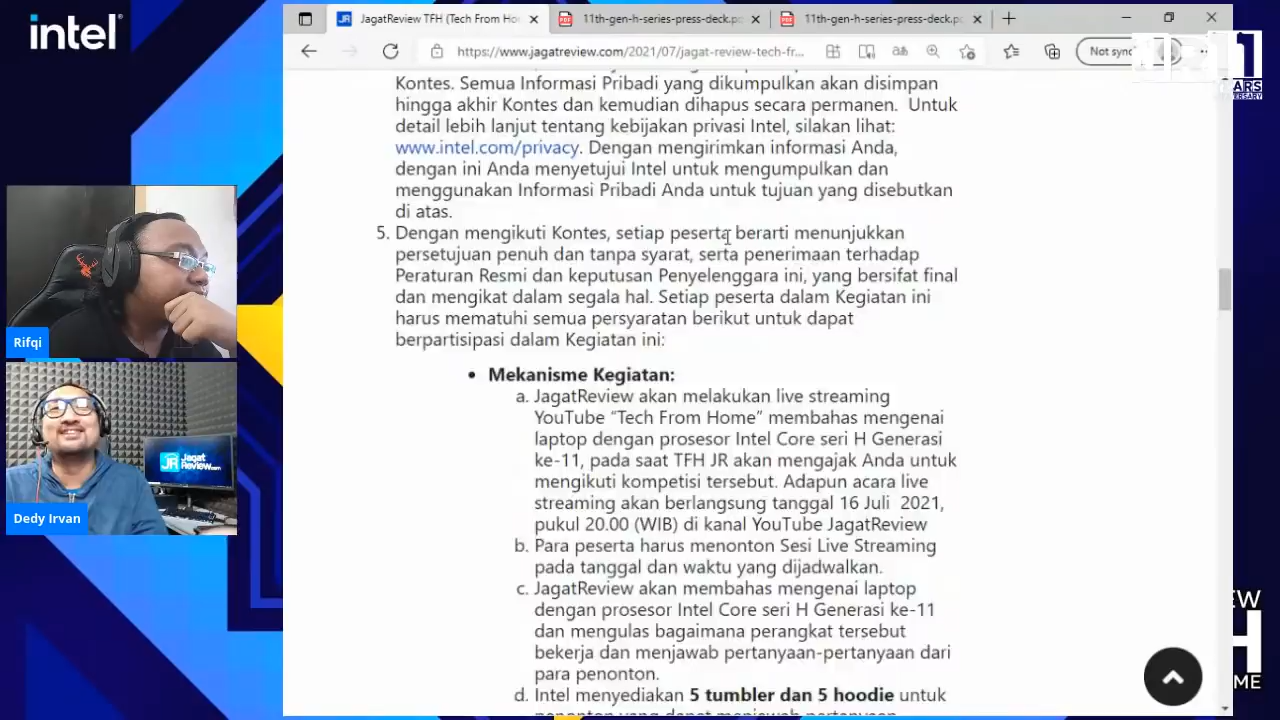 intel
JagatReview TFH (Tech From Ho
11th-gen-h-series-press-deck.p
11th-gen-h-series-press-deck.p
https://www.jagatreview.com/2021/07/jagat-review-tech-fr...
Not sync
Kontes. Semua Informasi Pribadi yang dikumpulkan akan disimpan
hingga akhir Kontes dan kemudian dihapus secara permanen. Untuk
detail lebih lanjut tentang kebijakan privasi Intel, silakan lihat:
www.intel.com/privacy. Dengan mengirimkan informasi Anda,
dengan ini Anda menyetujui Intel untuk mengumpulkan dan
menggunakan Informasi Pribadi Anda untuk tujuan yang disebutkan
di atas.
5. Dengan mengikuti Kontes, setiap peserta berarti menunjukkan
persetujuan penuh dan tanpa syarat, serta penerimaan terhadap
Peraturan Resmi dan keputusan Penyelenggara ini, yang bersifat final
dan mengikat dalam segala hal. Setiap peserta dalam Kegiatan ini
harus mematuhi semua persyaratan berikut untuk dapat
berpartisipasi dalam Kegiatan ini:
• Mekanisme Kegiatan:
a. JagatReview akan melakukan live streaming
YouTube “Tech From Home” membahas mengenai
laptop dengan prosesor Intel Core seri H Generasi
ke-11, pada saat TFH JR akan mengajak Anda untuk
mengikuti kompetisi tersebut. Adapun acara live
streaming akan berlangsung tanggal 16 Juli 2021,
pukul 20.00 (WIB) di kanal YouTube JagatReview
b. Para peserta harus menonton Sesi Live Streaming
pada tanggal dan waktu yang dijadwalkan.
c. JagatReview akan membahas mengenai laptop
dengan prosesor Intel Core seri H Generasi ke-11
dan mengulas bagaimana perangkat tersebut
bekerja dan menjawab pertanyaan-pertanyaan dari
para penonton.
d. Intel menyediakan 5 tumbler dan 5 hoodie untuk
penonton yang dapat menjawab pertanyaan
Rifqi
Dedy Irvan
JR Jagat
Review.com